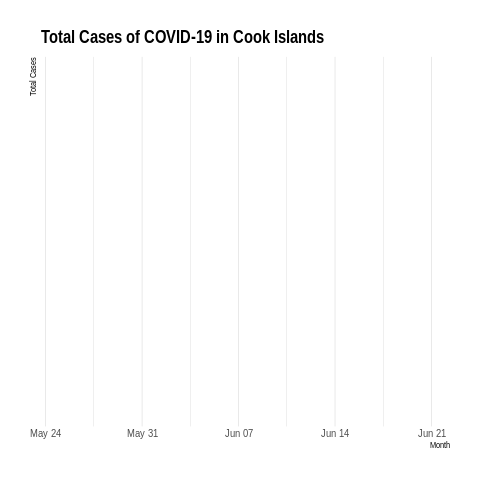 Total Cases of COVID-19 in Cook Islands
Total Cases
May 24
May 31
Jun 07
Jun 14
Jun 21
Month